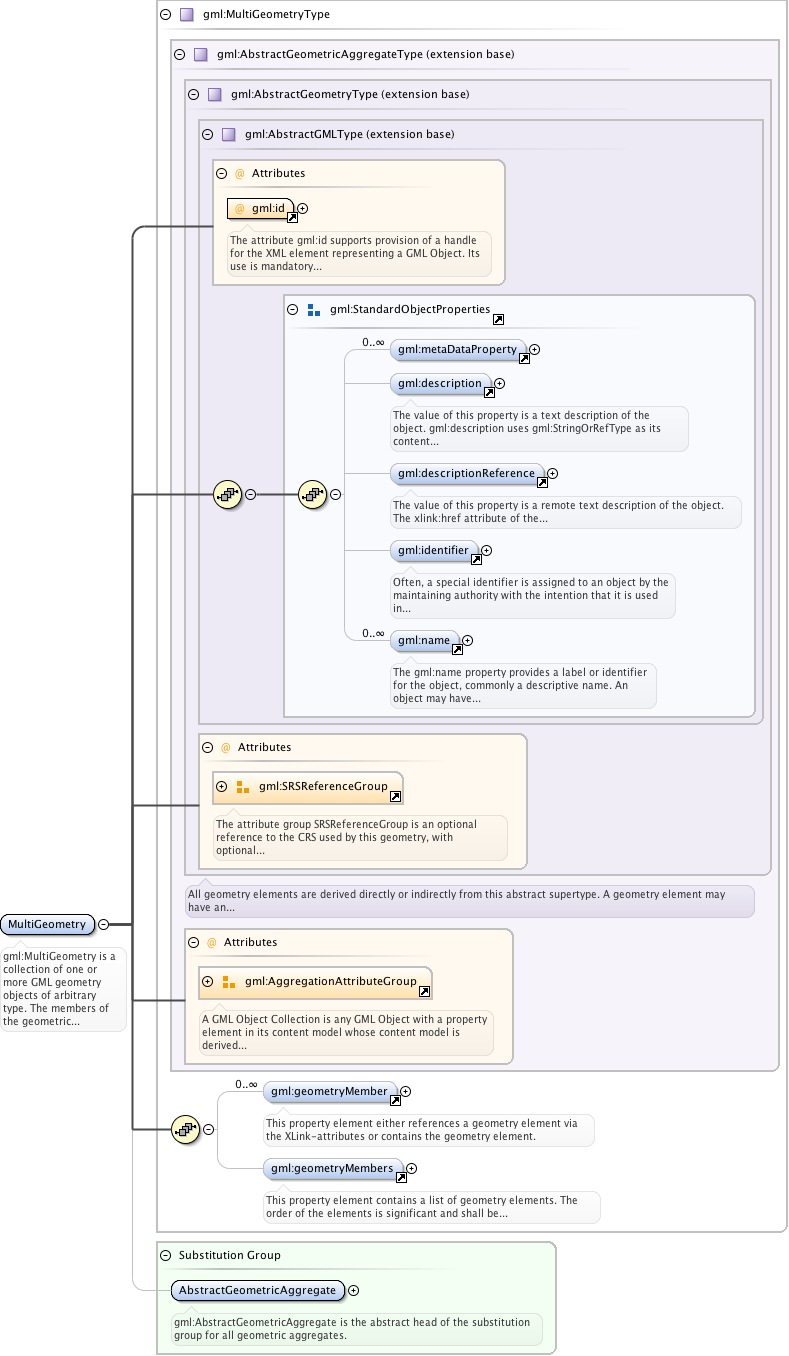 gml:MultiGeometryType
gml:AbstractGeometricAggregateType (extension base)
gml:AbstractGeometryType (extension base)
gml:AbstractGMLType (extension base)
@ Attributes
@ gml:id
The attribute gml:id supports provision of a handle
for the XML element representing a GML Object. Its
use is mandatory...
gml:StandardObjectProperties
0..∞
gml:metaDataProperty
gml:description
The value of this property is a text description of the
object. gml:description uses gml:StringOrRefType as its
content...
gml:descriptionReference
The value of this property is a remote text description of the object.
The xlink:href attribute of the...
gml:identifier
Often, a special identifier is assigned to an object by the
maintaining authority with the intention that it is used
in...
0..∞
gml:name
The gml:name property provides a label or identifier
for the object, commonly a descriptive name. An
object may have...
@ Attributes
gml:SRSReferenceGroup
The attribute group SRSReferenceGroup is an optional
reference to the CRS used by this geometry, with
optional...
All geometry elements are derived directly or indirectly from this abstract supertype. A geometry element may
have an...
MultiGeometry
gml:MultiGeometry is a
collection of one or
more GML geometry
objects of arbitrary
type. The members of
the geometric...
@ Attributes
gml:AggregationAttributeGroup
A GML Object Collection is any GML Object with a property
element in its content model whose content model is
derived...
0..∞
gml:geometryMember
This property element either references a geometry element via
the XLink-attributes or contains the geometry element.
gml:geometryMembers
This property element contains a list of geometry elements. The
order of the elements is significant and shall be...
Substitution Group
AbstractGeometricAggregate
gml:AbstractGeometricAggregate is the abstract head of the substitution
group for all geometric aggregates.